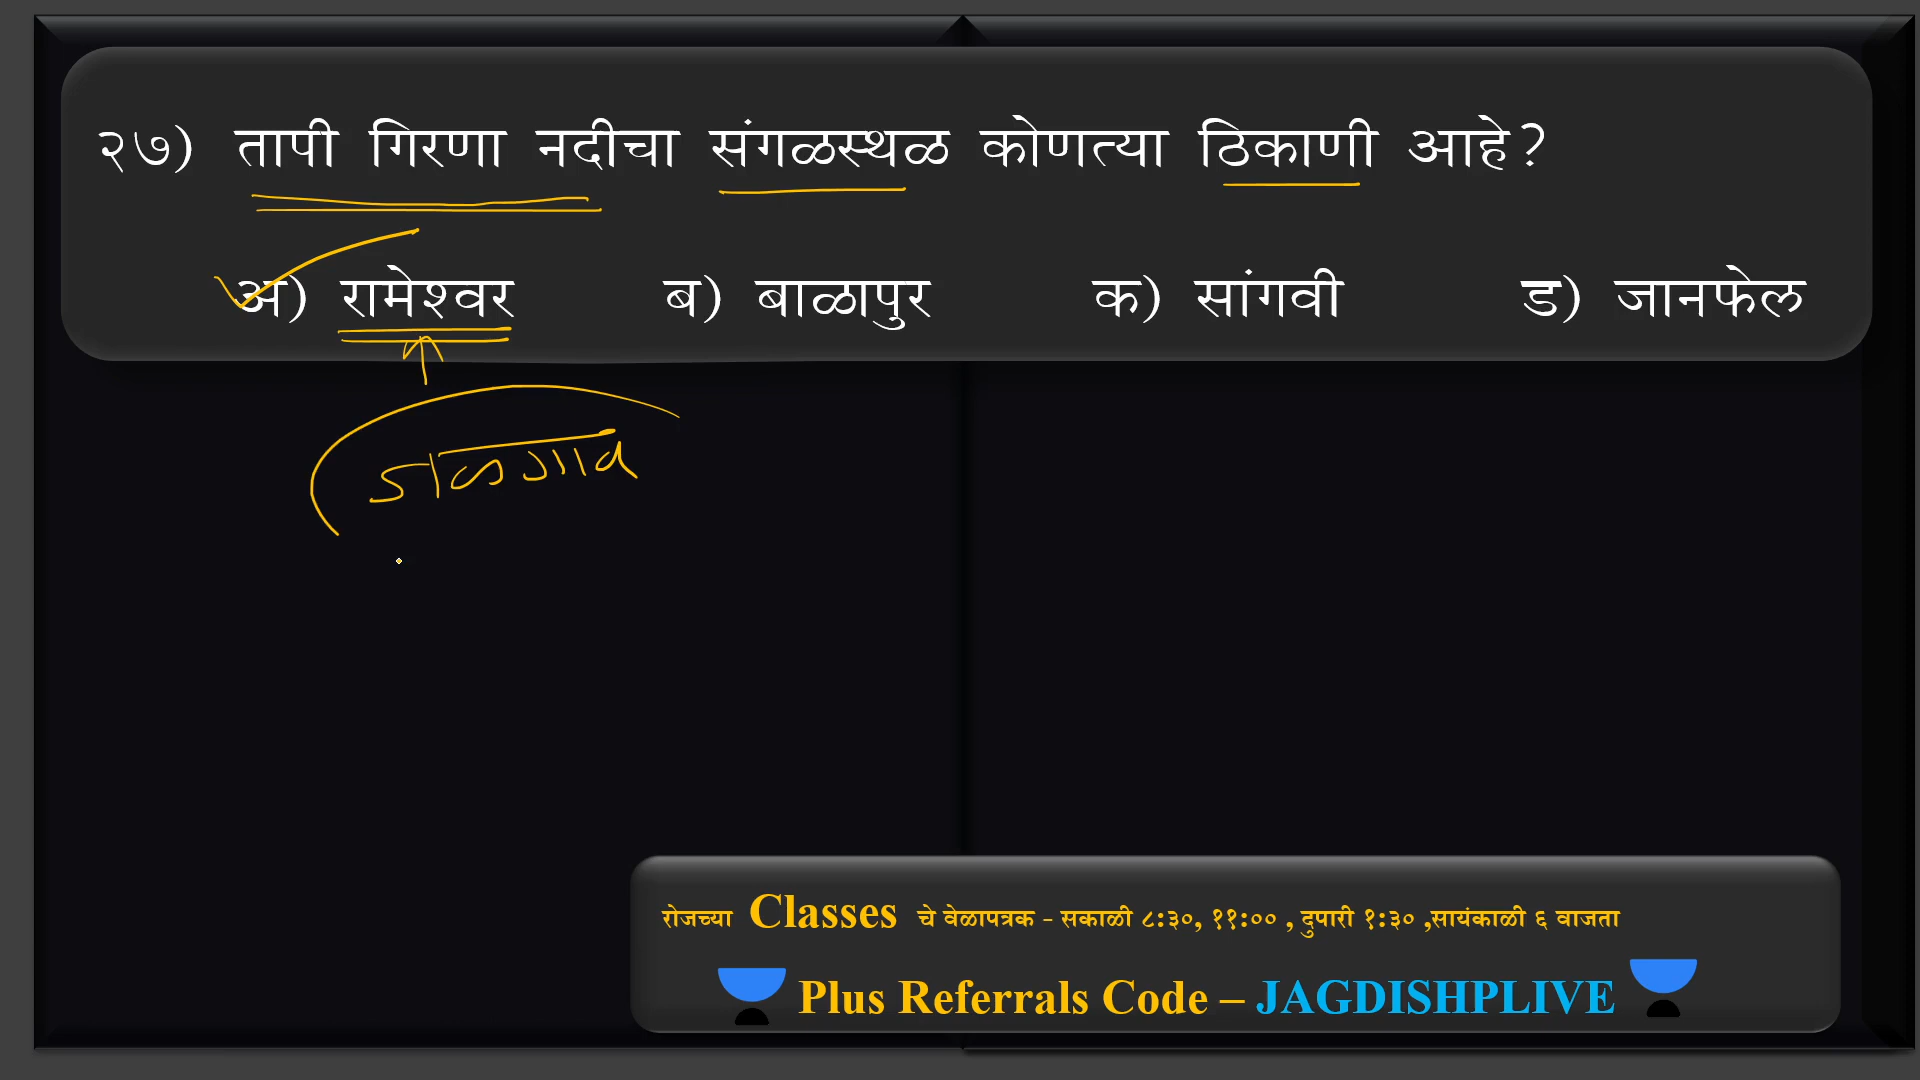 २७) तापी गिरणा नदीचा संगळस्थळ कोणत्या ठिकाणी आहे?
अ) रामेश्वर ब) बाळापुर क) सांगवी ड) जानफेल
जळगाव
रोजच्या Classes चे वेळापत्रक - सकाळी ८:३०, ११:०० , दुपारी १:३० ,सायंकाळी ६ वाजता
Plus Referrals Code – JAGDISHPLIVE